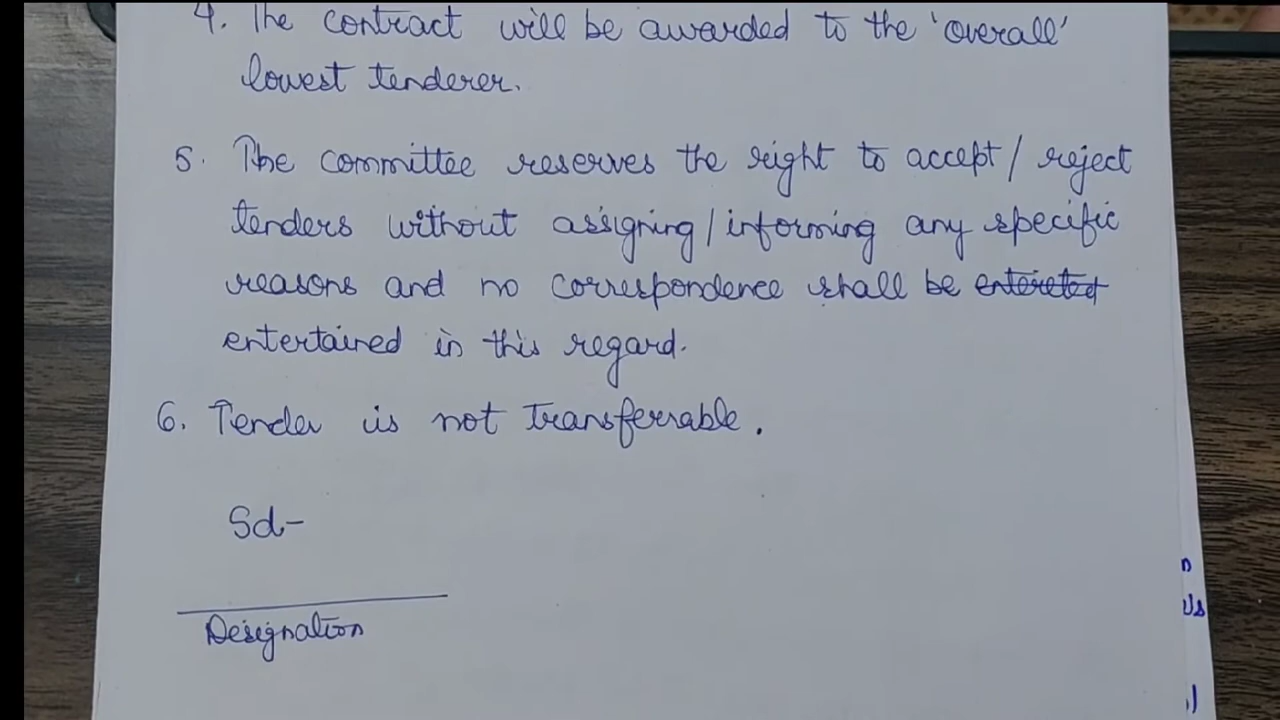 4. The contract will be awarded to the 'overall'
lowest tenderer.
5. The committee reserves the right to accept/ reject
tenders without assigning/informing any specific
reasons and no correspondence shall be
entertained in this regard.
6. Tender is not transferrable.
Sd-
Designation